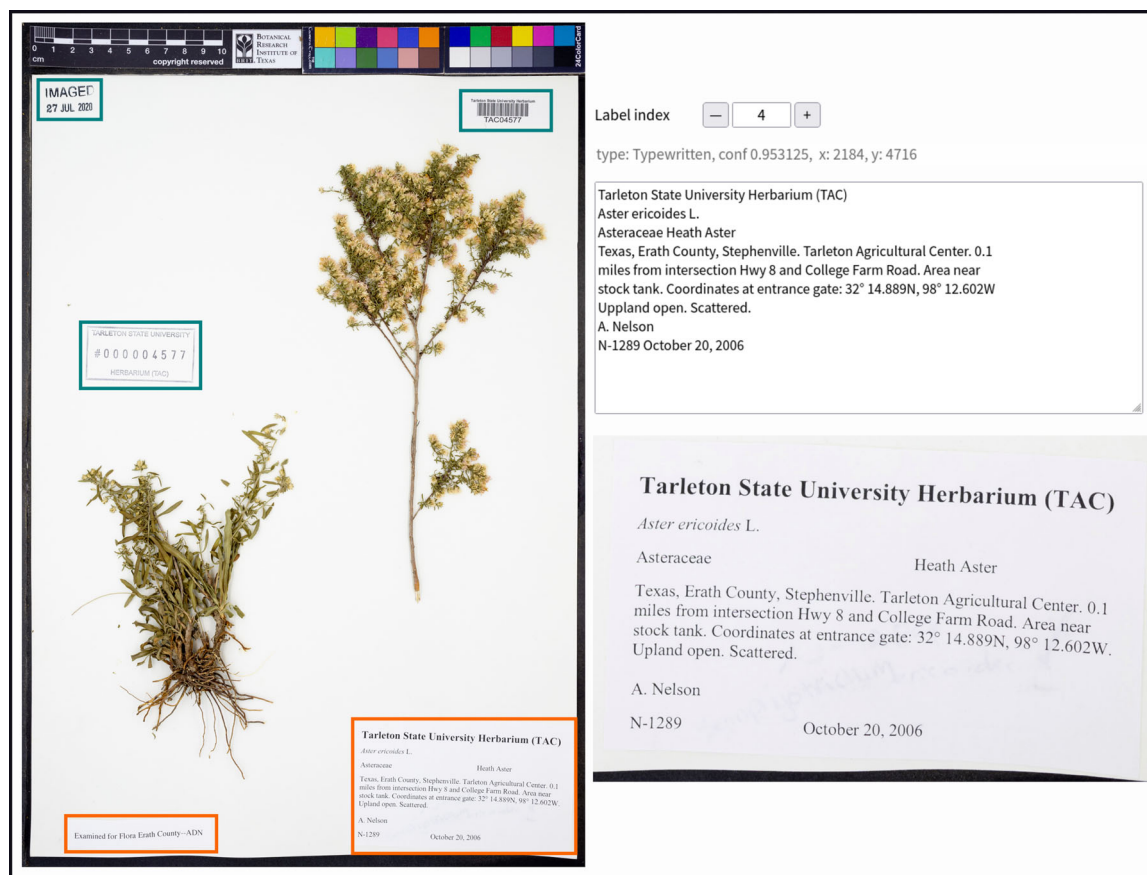 0 1 2 3 4 5 6 7 8 9 10
cm
copyright reserved
BRIT
BOTANICAL
RESEARCH
INSTITUTE OF
TEXAS
24ColorCard
IMAGED
27 JUL 2020
Tarleton State University Herbarium
TAC04577
TARLETON STATE UNIVERSITY
#000004577
HERBARIUM (TAC)
Examined for Flora Erath County--ADN
Tarleton State University Herbarium (TAC)
Aster ericoides L.
Asteraceae Heath Aster
Texas, Erath County, Stephenville. Tarleton Agricultural Center. 0.1
miles from intersection Hwy 8 and College Farm Road. Area near
stock tank. Coordinates at entrance gate: 32° 14.889N, 98° 12.602W.
Upland open. Scattered.
A. Nelson
N-1289 October 20, 2006
Label index — 4 +
type: Typewritten, conf 0.953125, x: 2184, y: 4716
Tarleton State University Herbarium (TAC)
Aster ericoides L.
Asteraceae Heath Aster
Texas, Erath County, Stephenville. Tarleton Agricultural Center. 0.1
miles from intersection Hwy 8 and College Farm Road. Area near
stock tank. Coordinates at entrance gate: 32° 14.889N, 98° 12.602W
Uppland open. Scattered.
A. Nelson
N-1289 October 20, 2006
Tarleton State University Herbarium (TAC)
Aster ericoides L.
Asteraceae Heath Aster
Texas, Erath County, Stephenville. Tarleton Agricultural Center. 0.1
miles from intersection Hwy 8 and College Farm Road. Area near
stock tank. Coordinates at entrance gate: 32° 14.889N, 98° 12.602W.
Upland open. Scattered.
A. Nelson
N-1289 October 20, 2006